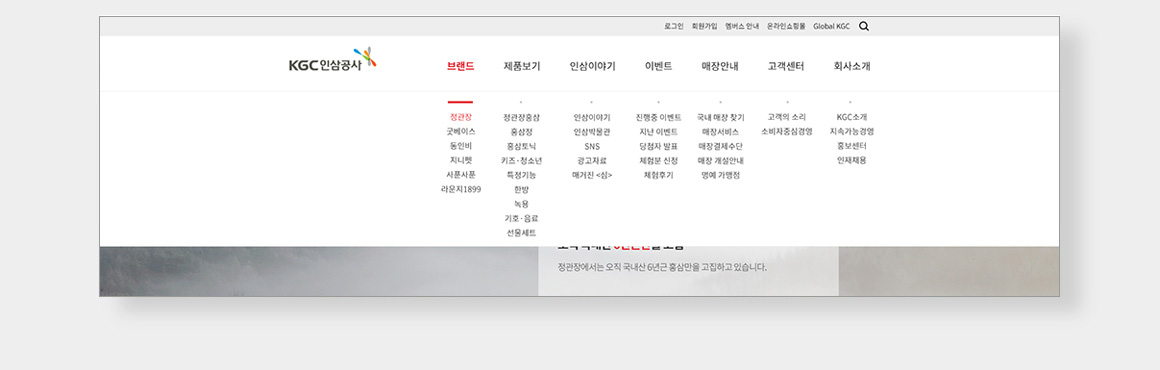 로그인 회원가입 멤버스 안내 온라인쇼핑몰 Global KGC
KGC인삼공사
브랜드 제품보기 인삼이야기 이벤트 매장안내 고객센터 회사소개
정관장 정관장홍삼 인삼이야기 진행중 이벤트 국내 매장 찾기 고객의 소리 KGC소개
굿베이스 홍삼정 인삼박물관 지난 이벤트 매장서비스 소비자중심경영 지속가능경영
동인비 홍삼토닉 SNS 당첨자 발표 매장결제수단 홍보센터
지니펫 키즈·청소년 광고자료 체험분 신청 매장 개설안내 인재채용
사푼사푼 특정기능 매거진 <심> 체험후기 명예 가맹점
라운지1899 한방
녹용
기호·음료
선물세트
정관장에서는 오직 국내산 6년근 홍삼만을 고집하고 있습니다.